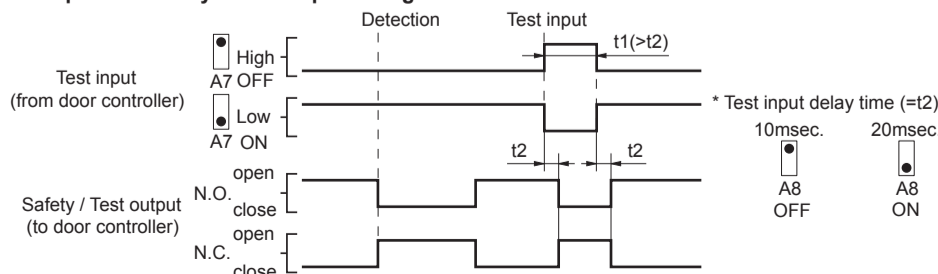 Detection
Test input
t1(>t2)
High
A7 OFF
Test input
(from door controller)
Low
A7 ON
* Test input delay time (=t2)
10msec.
20msec
A8
OFF
A8
ON
t2
t2
Safety / Test output
(to door controller)
N.O.
open
close
N.C.
open
close